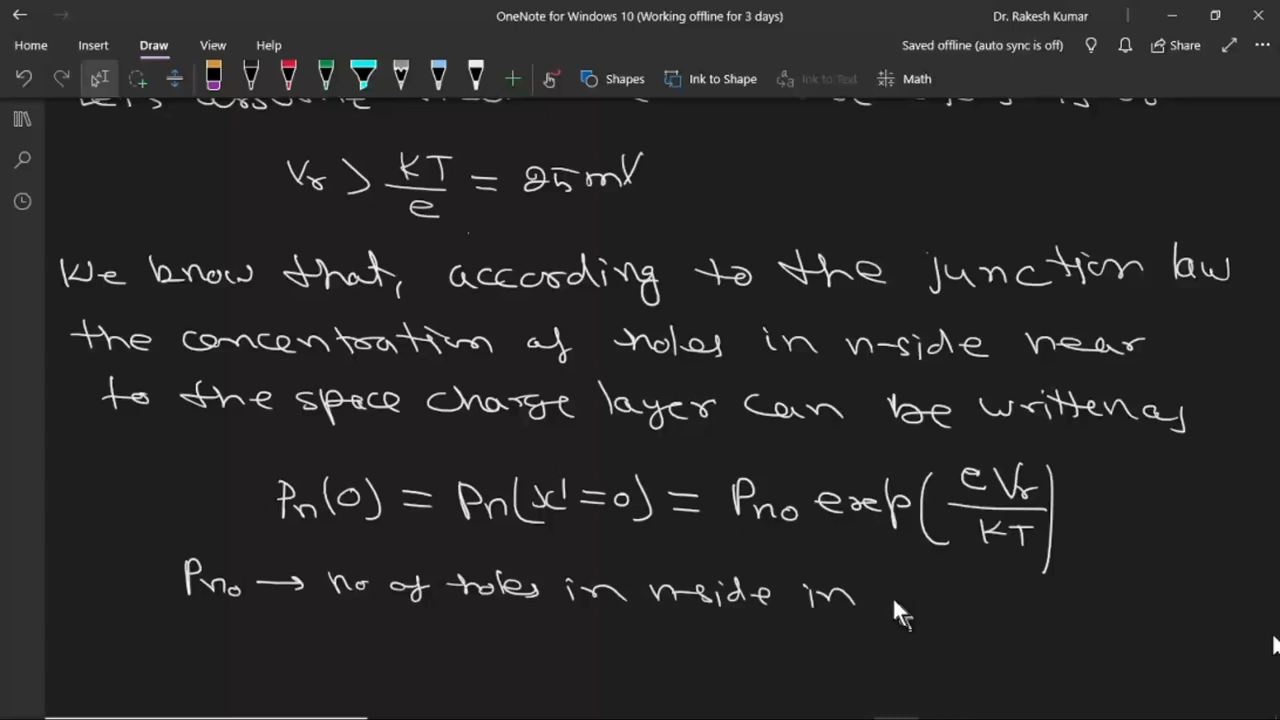 OneNote for Windows 10 (Working offline for 3 days)
Dr. Rakesh Kumar
Home Insert Draw View Help
Saved offline (auto sync is off)
Share
Shapes
Ink to Shape
Ink to Text
Math
Vr > KT/e = 25mV
We know that, according to the junction law
the concentration of holes in n-side near
to the space charge layer can be written as
Pn(0) = Pn(x'=0) = Pno exp(eVr/KT)
Pno → no of holes in n-side in